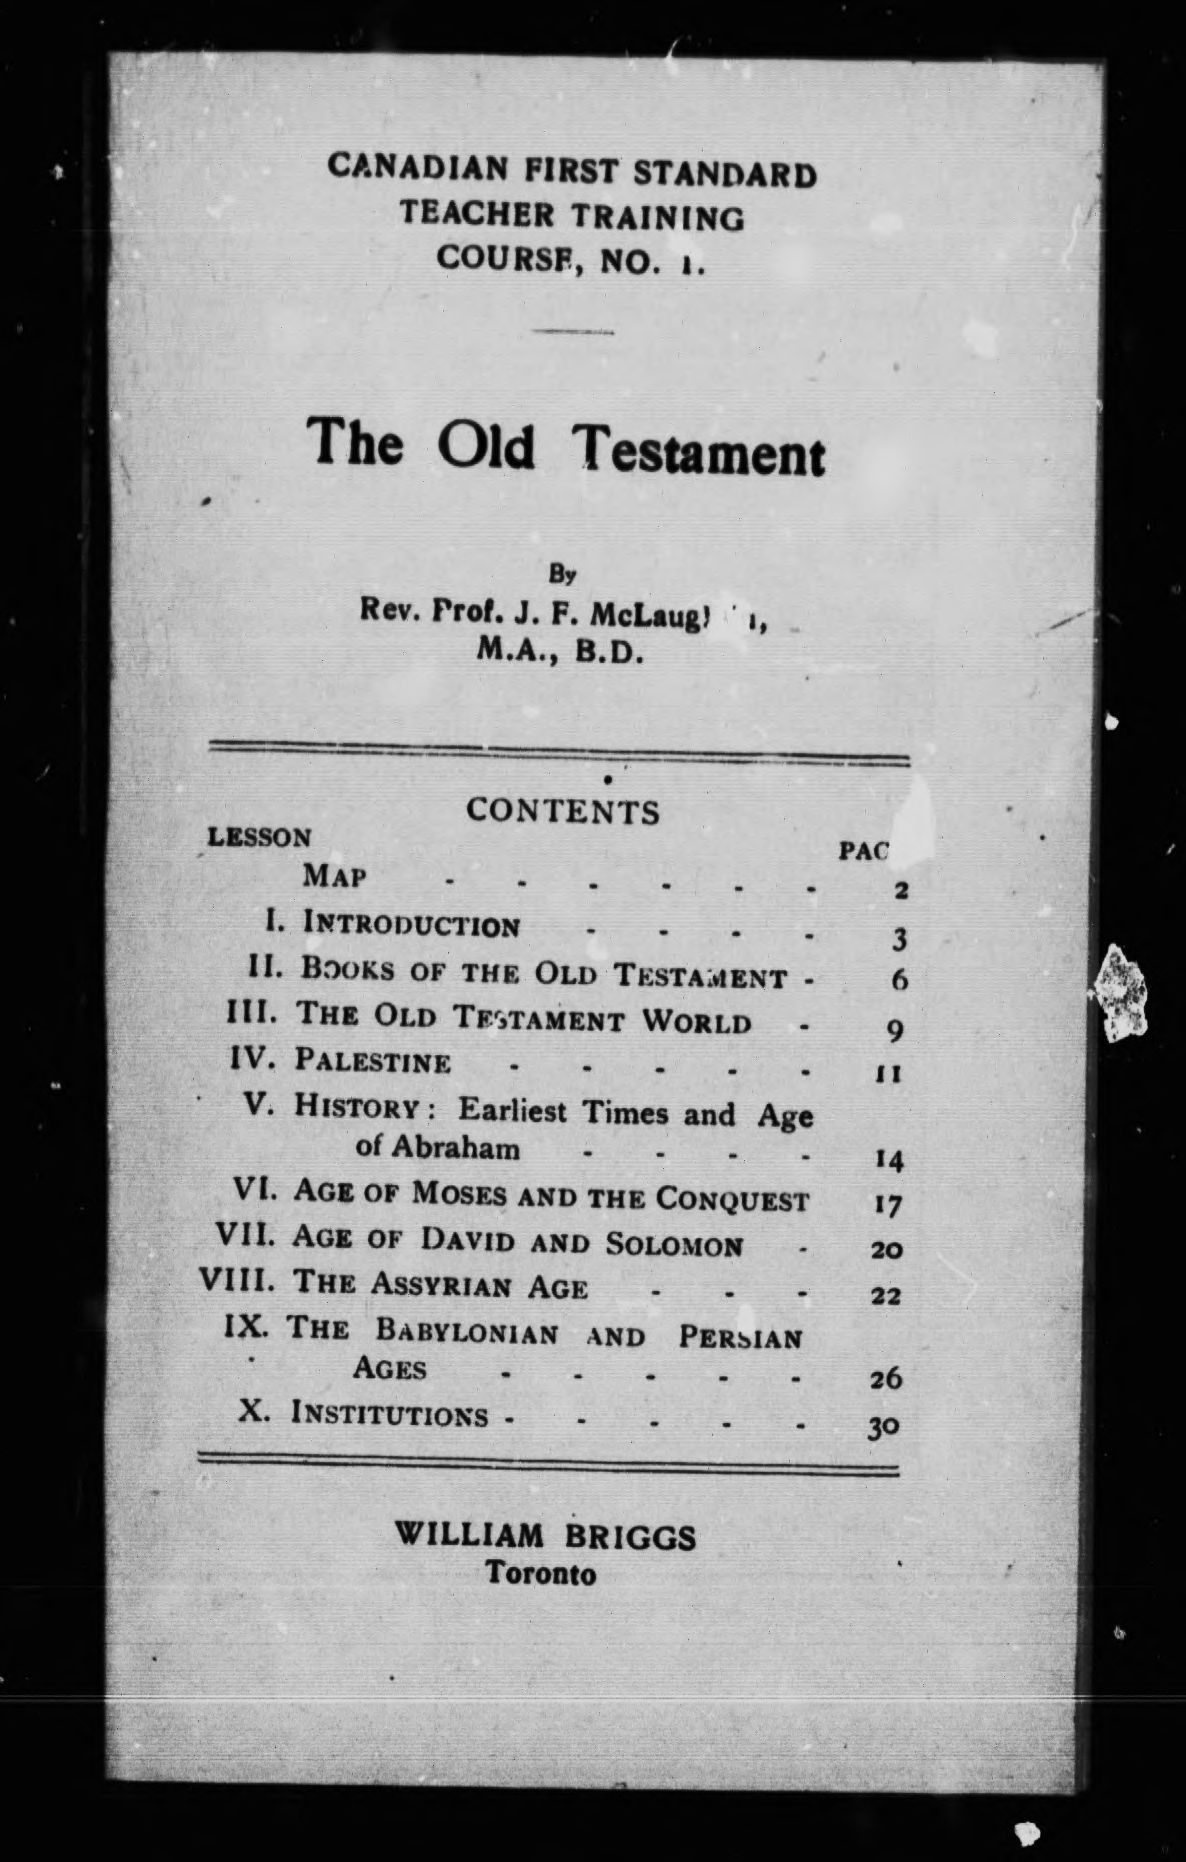 CANADIAN FIRST STANDARD
TEACHER TRAINING
COURSE, NO. 1.
The Old Testament
By
Rev. Prof. J. F.
M.A., B.D.
CONTENTS
LESSON
MAP - - - - - - 2
I. INTRODUCTION - - - - 3
II. BOOKS OF THE OLD TESTAMENT - 6
III. THE OLD TESTAMENT WORLD - 9
IV. PALESTINE - - - - - 11
V. HISTORY: Earliest Times and Age
of Abraham - - - - 14
VI. AGE OF MOSES AND THE CONQUEST 17
VII. AGE OF DAVID AND SOLOMON - 20
VIII. THE ASSYRIAN AGE - - - 22
IX. THE BABYLONIAN AND PERSIAN
AGES - - - - - 26
X. INSTITUTIONS - - - - - 30
WILLIAM BRIGGS
Toronto